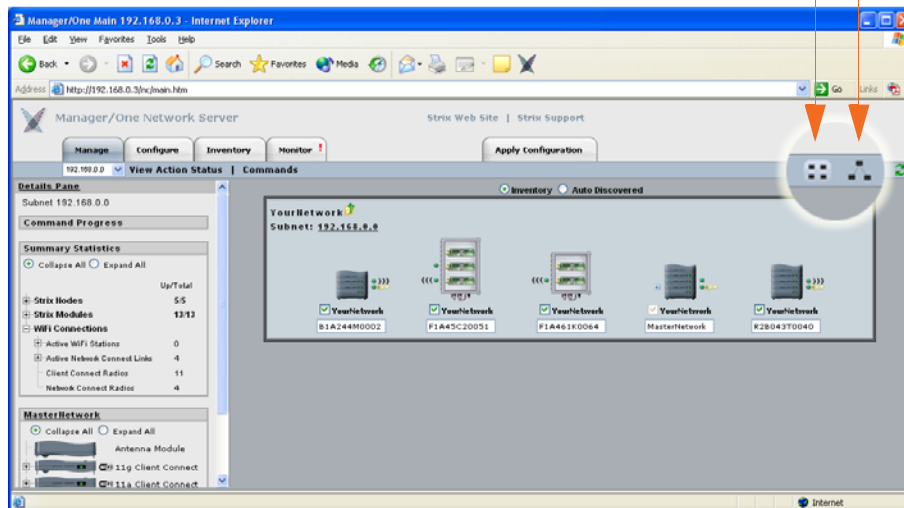 Manager/One Main 192.168.0.3 - Internet Explorer
File Edit View Favorites Tools Help
Back Search Favorites Media
Address http://192.168.0.3/nc/main.htm Go Links
Manager/One Network Server
Strix Web Site | Strix Support
Manage Configure Inventory Monitor ! Apply Configuration
192.168.0.0 View Action Status | Commands
Details Pane
Subnet 192.168.0.0
Command Progress
Summary Statistics
Collapse All Expand All
Up/Total
Strix Nodes 5/5
Strix Modules 13/13
WiFi Connections
Active WiFi Stations 0
Active Network Connect Links 4
Client Connect Radios 11
Network Connect Radios 4
MasterNetwork
Collapse All Expand All
Antenna Module
11g Client Connect
11a Client Connect
Inventory Auto Discovered
YourNetwork
Subnet: 192.168.0.0
YourNetwork YourNetwork YourNetwork YourNetwork YourNetwork
B1A244M0002 F1A45C20051 F1A461K0064 MasterNetwork R2B043T0040
Internet